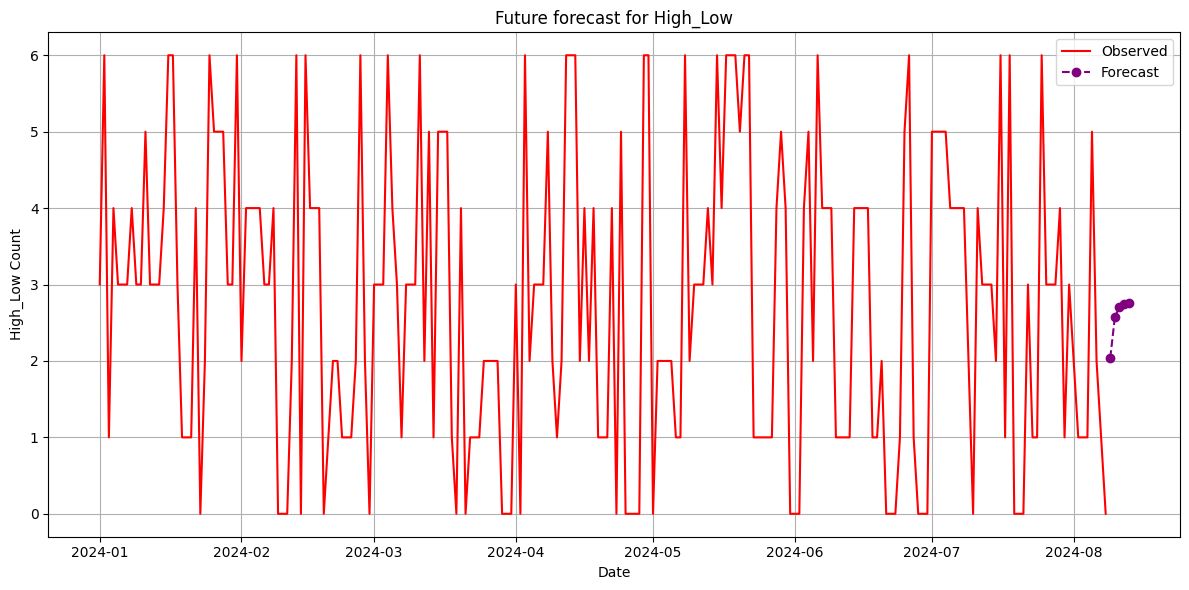 Future forecast for High_Low
Observed
Forecast
High_Low Count
6
5
4
3
2
1
0
2024-01 2024-02 2024-03 2024-04 2024-05 2024-06 2024-07 2024-08
Date